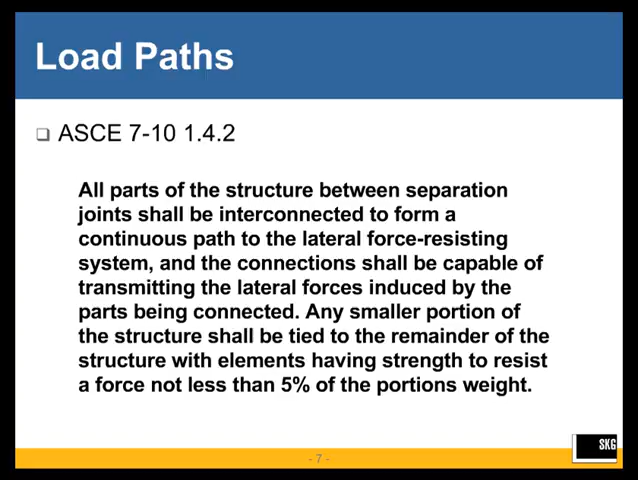 Load Paths
ASCE 7-10 1.4.2
All parts of the structure between separation
joints shall be interconnected to form a
continuous path to the lateral force-resisting
system, and the connections shall be capable of
transmitting the lateral forces induced by the
parts being connected. Any smaller portion of
the structure shall be tied to the remainder of the
structure with elements having strength to resist
a force not less than 5% of the portions weight.
- 7 -
SKG